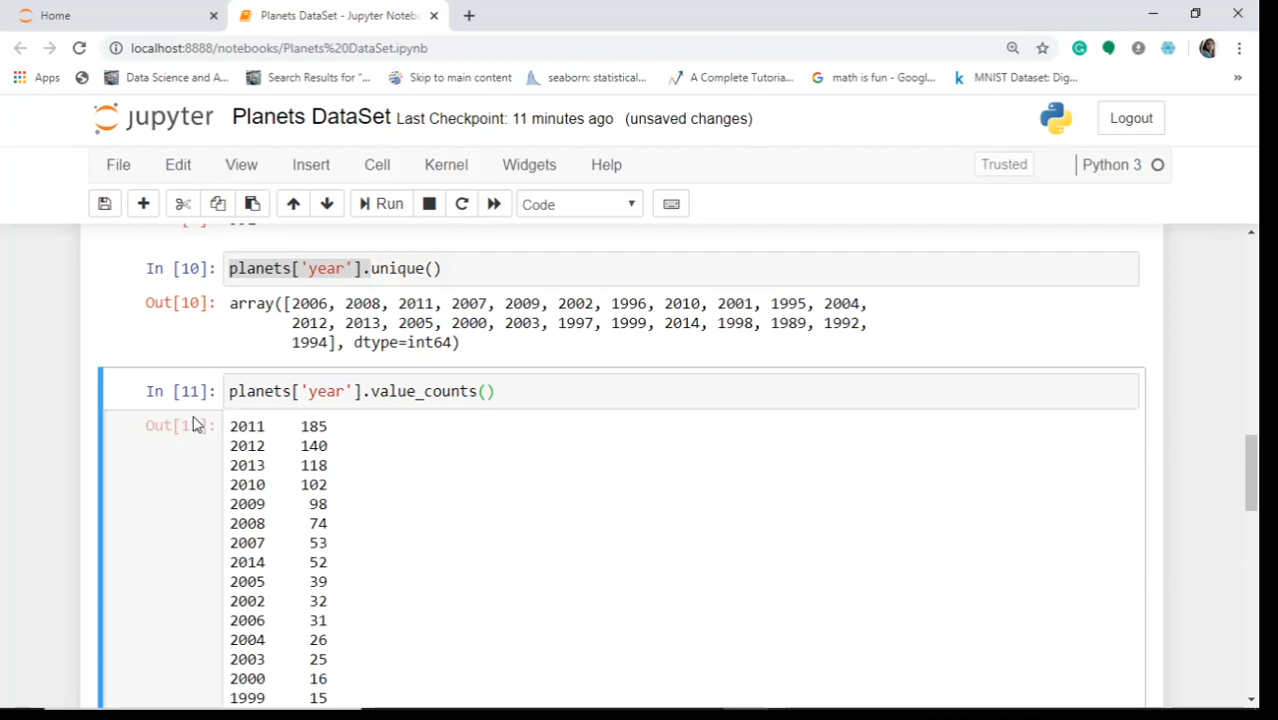 Home
Planets DataSet - Jupyter Noteb
localhost:8888/notebooks/Planets%20DataSet.ipynb
Apps Data Science and A... Search Results for "... Skip to main content seaborn: statistical... A Complete Tutoria... math is fun - Googl... MNIST Dataset: Dig... »
jupyter Planets DataSet Last Checkpoint: 11 minutes ago (unsaved changes) Logout
File Edit View Insert Cell Kernel Widgets Help Trusted Python 3
Run Code
In [10]: planets['year'].unique()
Out[10]: array([2006, 2008, 2011, 2007, 2009, 2002, 1996, 2010, 2001, 1995, 2004,
2012, 2013, 2005, 2000, 2003, 1997, 1999, 2014, 1998, 1989, 1992,
1994], dtype=int64)
In [11]: planets['year'].value_counts()
2011 185
2012 140
2013 118
2010 102
2009 98
2008 74
2007 53
2014 52
2005 39
2002 32
2006 31
2004 26
2003 25
2000 16
1999 15